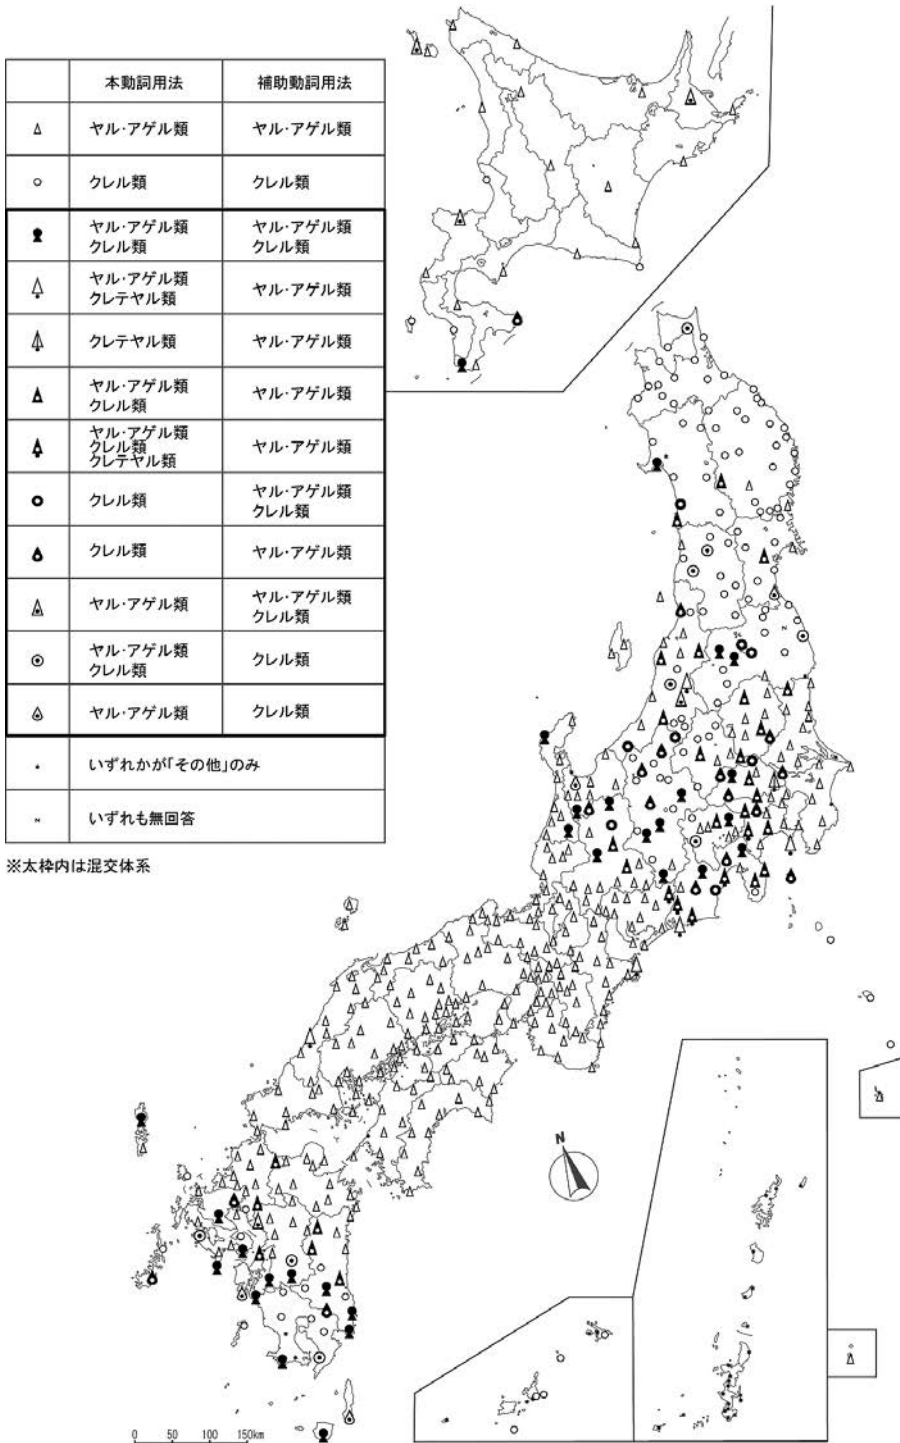 本動詞用法 補助動詞用法
ヤル・アゲル類 ヤル・アゲル類
クレル類 クレル類
ヤル・アゲル類 ヤル・アゲル類
クレル類 クレル類
ヤル・アゲル類
クレテヤル類 ヤル・アゲル類
クレテヤル類 ヤル・アゲル類
ヤル・アゲル類
クレル類 ヤル・アゲル類
ヤル・アゲル類
クレル類
クレテヤル類 ヤル・アゲル類
クレル類 ヤル・アゲル類
クレル類
クレル類 ヤル・アゲル類
ヤル・アゲル類 ヤル・アゲル類
クレル類
ヤル・アゲル類
クレル類 クレル類
ヤル・アゲル類 クレル類
いずれかが「その他」のみ
N いずれも無回答
※太枠内は混交体系
N
N
0 50 100 150km